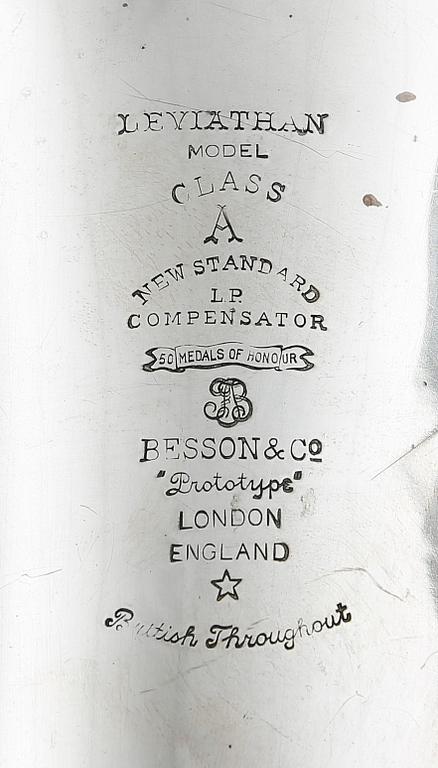 LEVIATHAN
MODEL
CLASS
A
NEW STANDARD
L.P.
COMPENSATOR
50 MEDALS OF HONOUR
BESSON & Co
"Prototype"
LONDON
ENGLAND
British Throughout